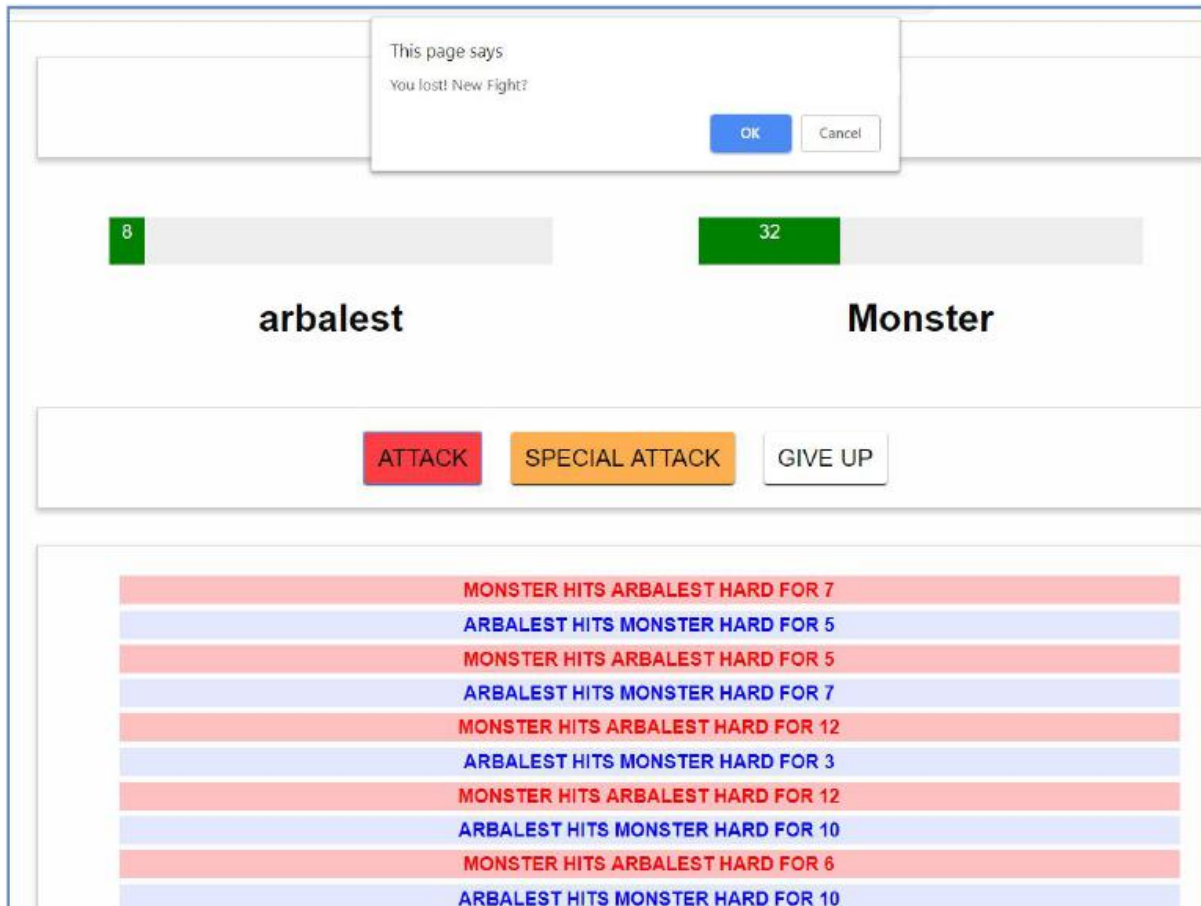 This page says
You lost! New Fight?
OK Cancel
8 32
arbalest Monster
ATTACK SPECIAL ATTACK GIVE UP
MONSTER HITS ARBALEST HARD FOR 7
ARBALEST HITS MONSTER HARD FOR 5
MONSTER HITS ARBALEST HARD FOR 5
ARBALEST HITS MONSTER HARD FOR 7
MONSTER HITS ARBALEST HARD FOR 12
ARBALEST HITS MONSTER HARD FOR 3
MONSTER HITS ARBALEST HARD FOR 12
ARBALEST HITS MONSTER HARD FOR 10
MONSTER HITS ARBALEST HARD FOR 6
ARBALEST HITS MONSTER HARD FOR 10